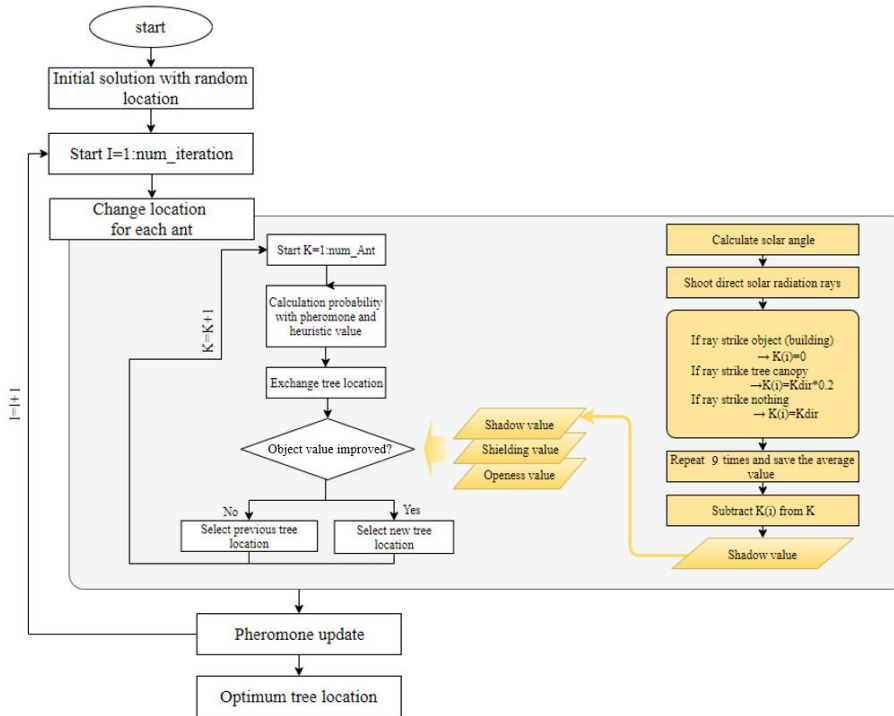 start
Initial solution with random
location
Start I=1:num_iteration
Change location
for each ant
Start K=1:num_Ant
Calculation probability
with pheromone and
heuristic value
Exchange tree location
Object value improved?
No
Yes
Select previous tree
location
Select new tree
location
K=K+1
I=I+1
Shadow value
Shielding value
Openess value
Calculate solar angle
Shoot direct solar radiation rays
If ray strike object (building)
→ K(i)=0
If ray strike tree canopy
→K(i)=Kdir*0.2
If ray strike nothing
→ K(i)=Kdir
Repeat 9 times and save the average
value
Subtract K(i) from K
Shadow value
Pheromone update
Optimum tree location